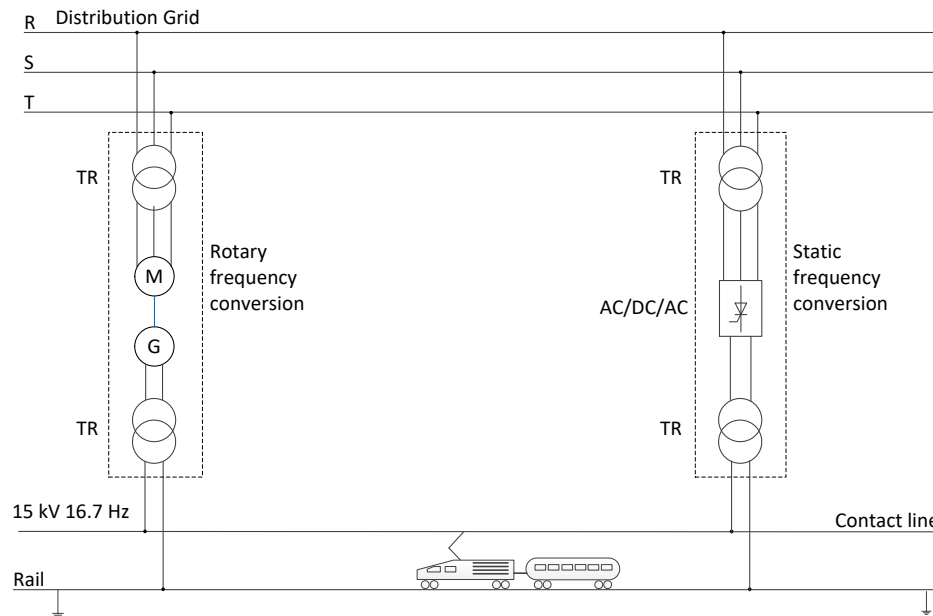 R Distribution Grid
S
T
TR
TR
Rotary
frequency
conversion
Static
frequency
conversion
M
AC/DC/AC
G
TR
TR
15 kV 16.7 Hz
Contact line
Rail